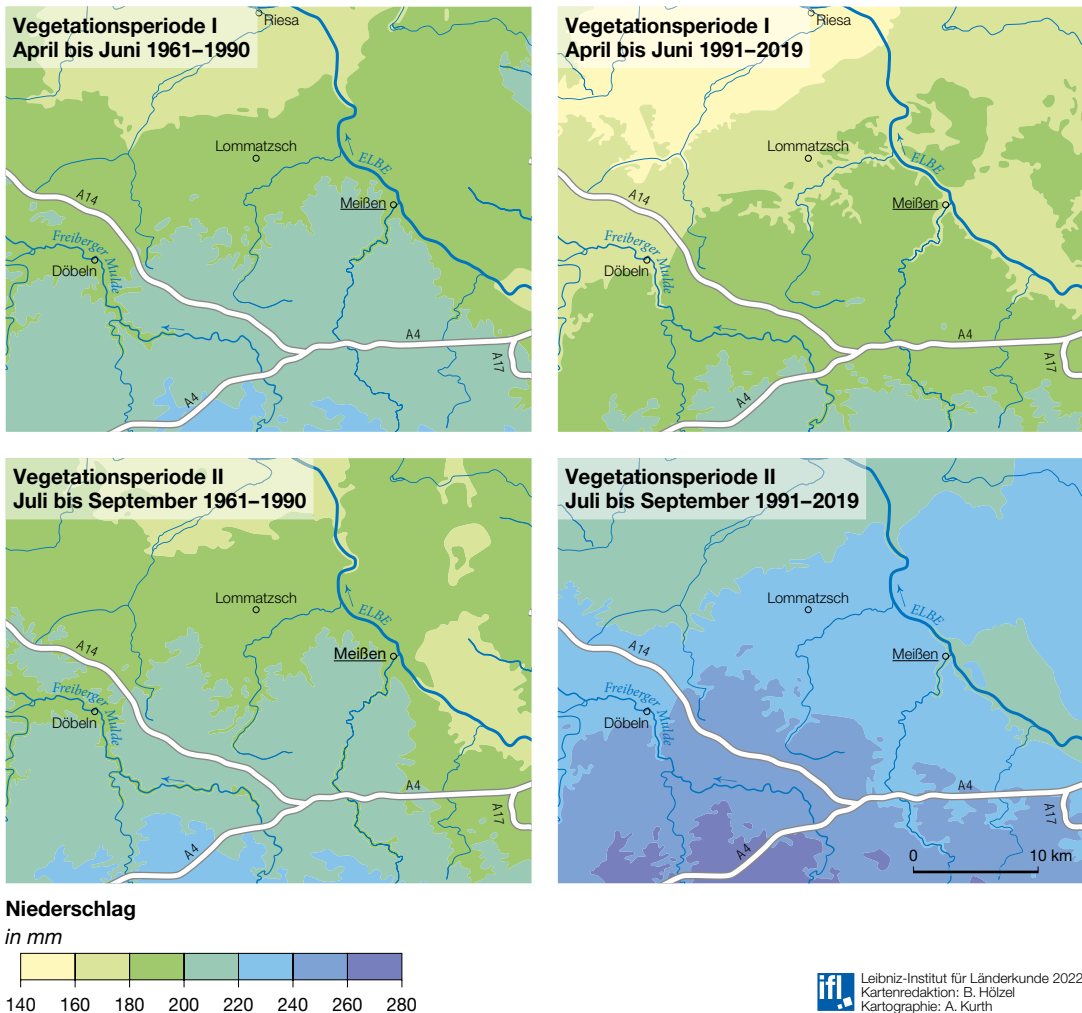 Vegetationsperiode I
April bis Juni 1961–1990
Riesa
Lommatzsch
ELBE
A14
Meißen
Freiberger Mulde
Döbeln
A4
A17
A4
Vegetationsperiode I
April bis Juni 1991–2019
Riesa
Lommatzsch
ELBE
A14
Meißen
Freiberger Mulde
Döbeln
A4
A17
A4
Vegetationsperiode II
Juli bis September 1961–1990
Lommatzsch
ELBE
A14
Meißen
Freiberger Mulde
Döbeln
A4
A17
A4
Vegetationsperiode II
Juli bis September 1991–2019
Lommatzsch
ELBE
A14
Meißen
Freiberger Mulde
Döbeln
A4
A17
A4
0 10 km
Niederschlag
in mm
140 160 180 200 220 240 260 280
ifl
Leibniz-Institut für Länderkunde 2022
Kartenredaktion: B. Hölzel
Kartographie: A. Kurth